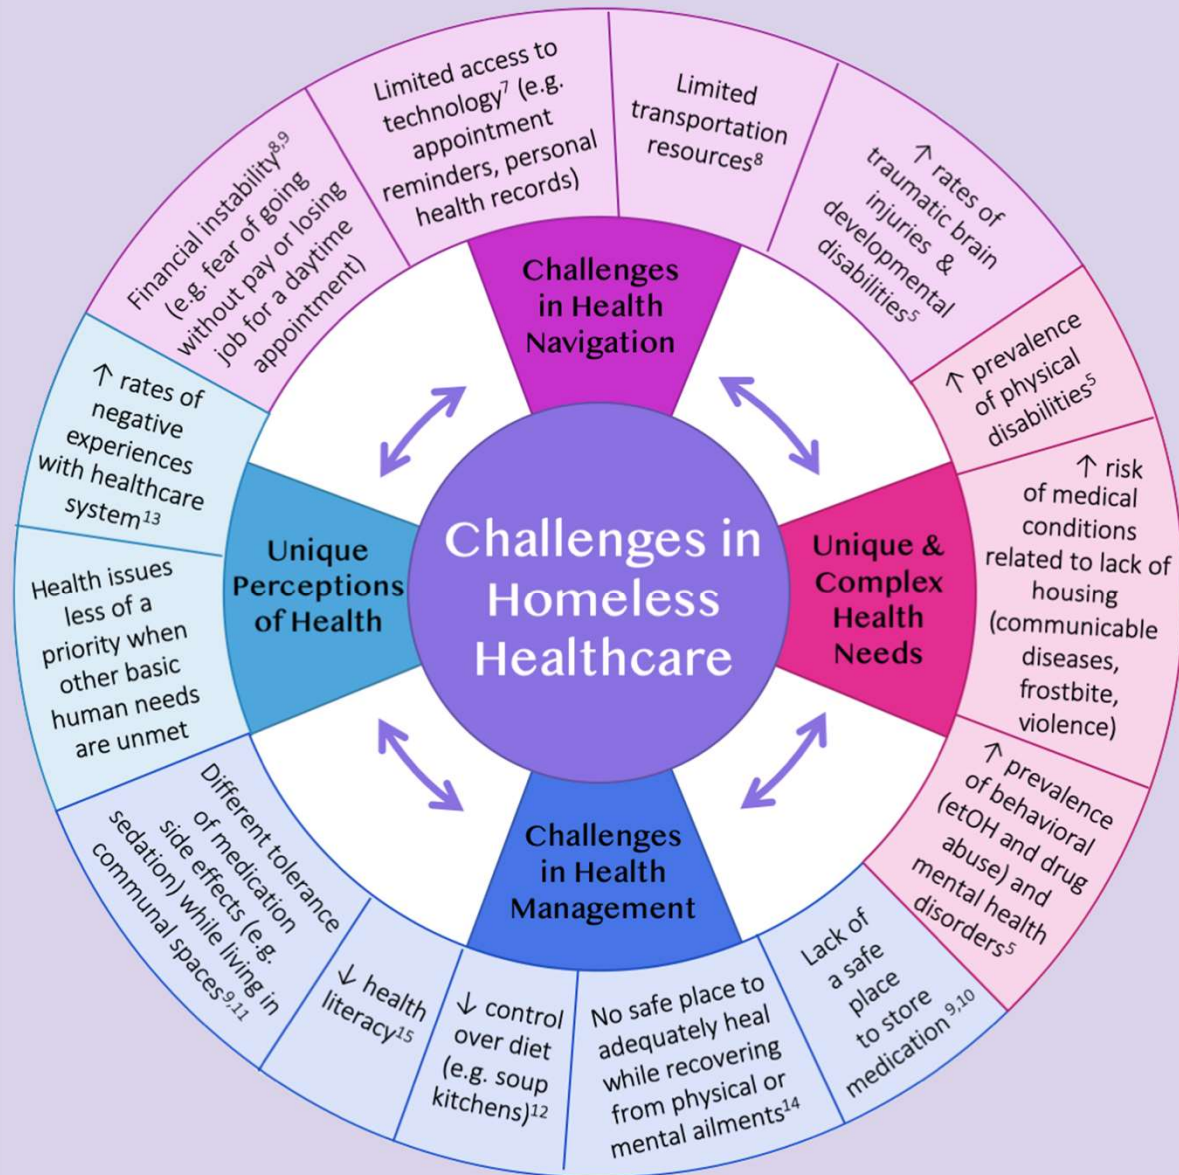 Challenges in
Homeless
Healthcare
Challenges
in Health
Navigation
Financial instability8,9
(e.g. fear of going
without pay or losing
job for a daytime
appointment)
Limited access to
technology7 (e.g.
appointment
reminders, personal
health records)
Limited
transportation
resources8
↑ rates of
traumatic brain
injuries &
developmental
disabilities5
Unique &
Complex
Health
Needs
↑ prevalence
of physical
disabilities5
↑ risk
of medical
conditions
related to lack of
housing
(communicable
diseases,
frostbite,
violence)
↑ prevalence
of behavioral
(etOH and drug
abuse) and
mental health
disorders5
Challenges
in Health
Management
Lack of
a safe
place
to store
medication9,10
No safe place to
adequately heal
while recovering
from physical or
mental ailments14
↓ control
over diet
(e.g. soup
kitchens)12
↓ health
literacy15
Different tolerance
of medication
side effects (e.g.
sedation) while living in
communal spaces9,11
Unique
Perceptions
of Health
Health issues
less of a
priority when
other basic
human needs
are unmet
↑ rates of
negative
experiences
with healthcare
system13